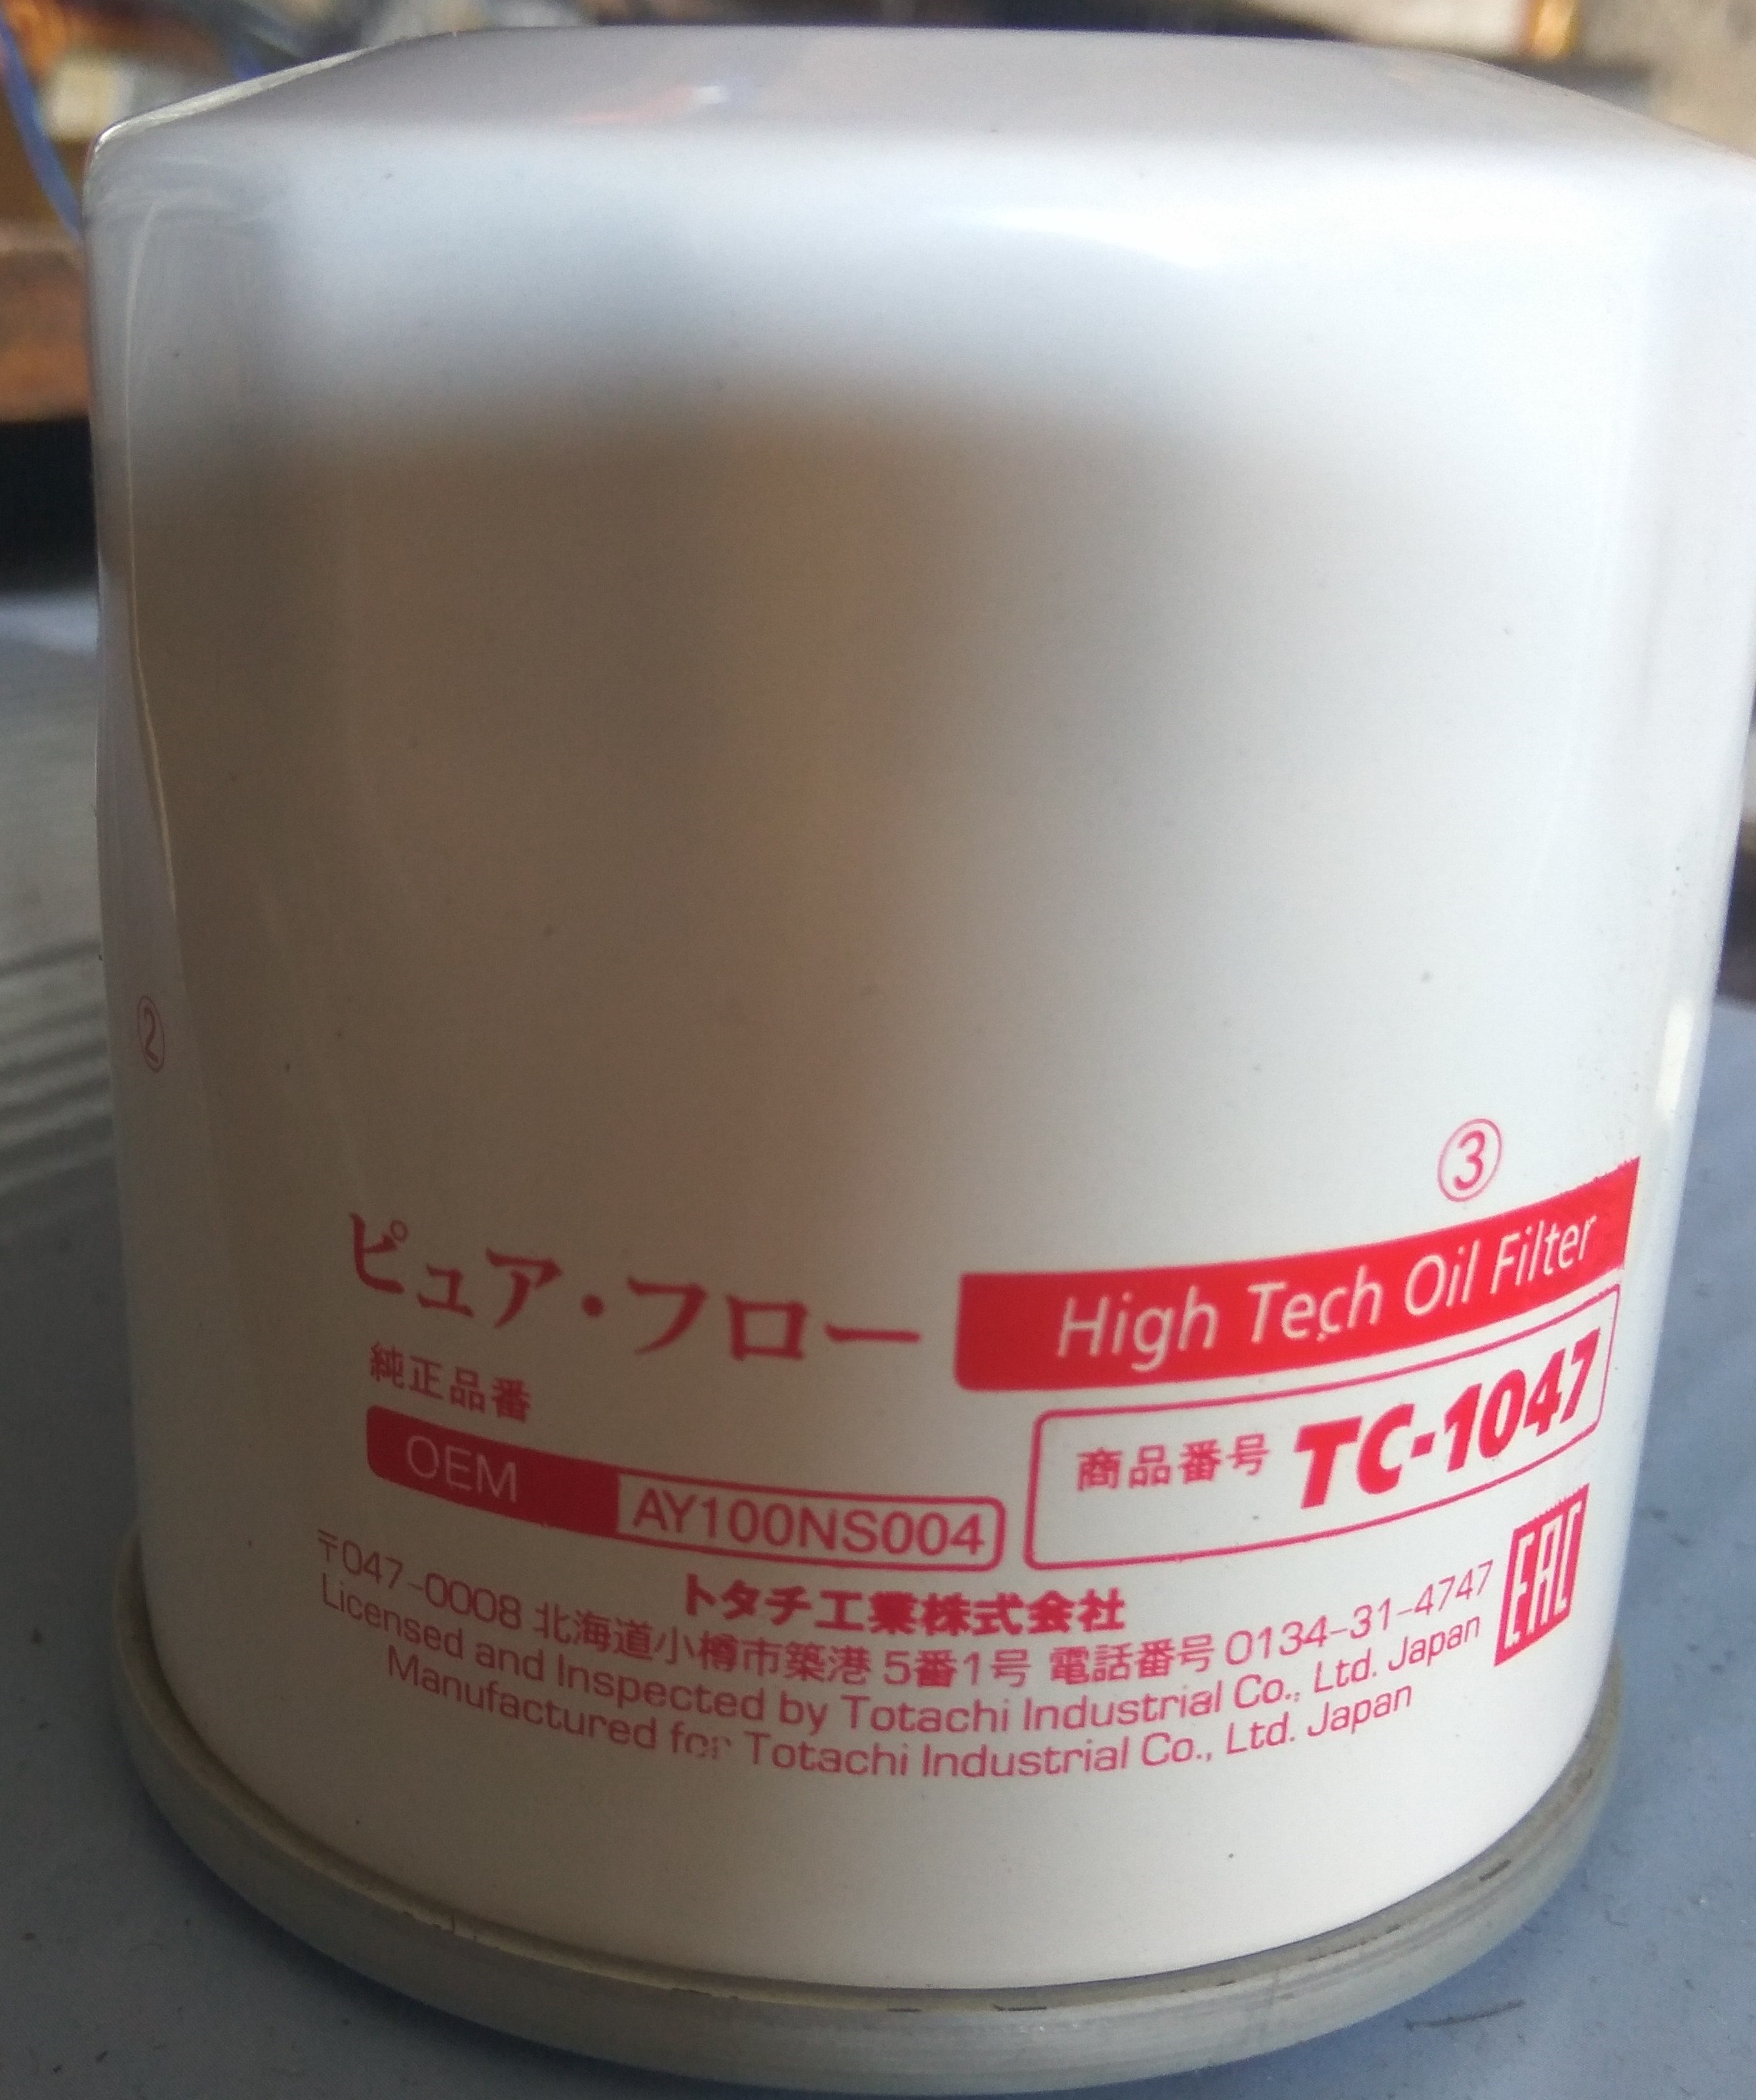 ②
③
ピュア・フロー High Tech Oil Filter
純正品番
OEM AY100NS004
商品番号 TC-1047
トタチ工業株式会社
〒047-0008 北海道小樽市築港 5番1号 電話番号 0134-31-4747
Licensed and Inspected by Totachi Industrial Co., Ltd. Japan
Manufactured for Totachi Industrial Co., Ltd. Japan
EAC